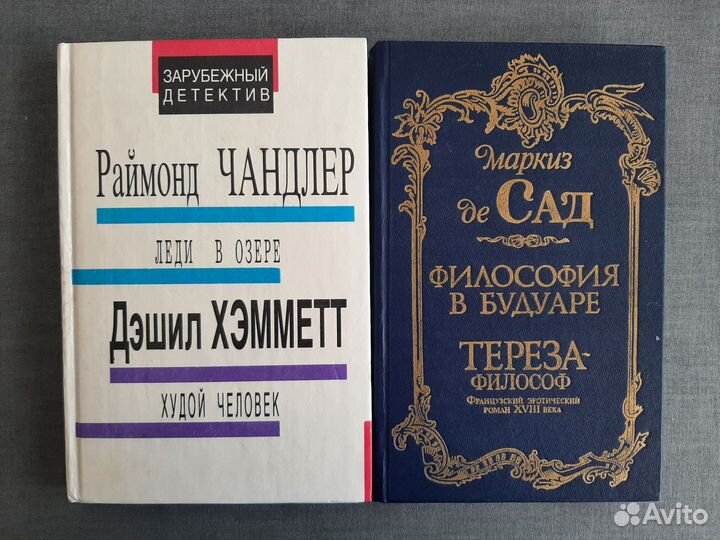 ЗАРУБЕЖНЫЙ
ДЕТЕКТИВ
Раймонд ЧАНДЛЕР
ЛЕДИ В ОЗЕРЕ
Дэшил ХЭММЕТТ
ХУДОЙ ЧЕЛОВЕК
Маркиз
де САД
ФИЛОСОФИЯ
В БУДУАРЕ
ТЕРЕЗА-
ФИЛОСОФ
ФРАНЦУЗСКИЙ ЭРОТИЧЕСКИЙ
РОМАН XVIII ВЕКА
Avito